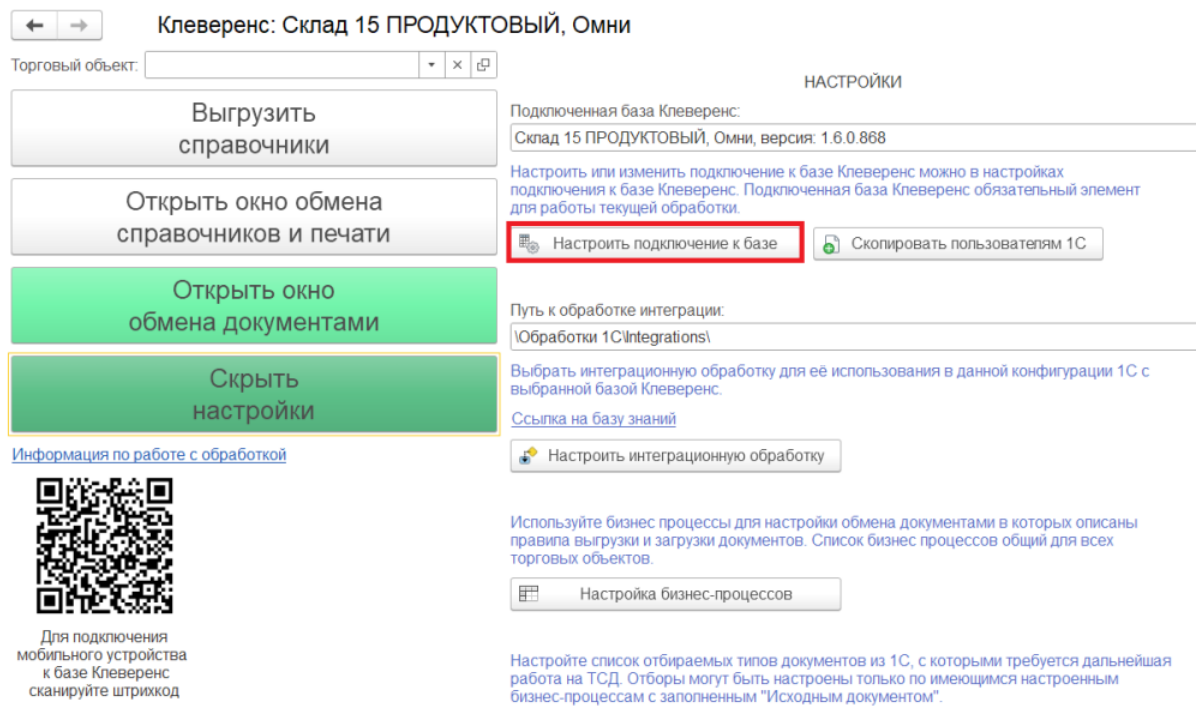 Клеверенс: Склад 15 ПРОДУКТОВЫЙ, Омни
Торговый объект:
Выгрузить
справочники
Открыть окно обмена
справочников и печати
Открыть окно
обмена документами
Скрыть
настройки
Информация по работе с обработкой
Для подключения
мобильного устройства
к базе Клеверенс
сканируйте штрихкод
НАСТРОЙКИ
Подключенная база Клеверенс:
Склад 15 ПРОДУКТОВЫЙ, Омни, версия: 1.6.0.868
Настроить или изменить подключение к базе Клеверенс можно в настройках
подключения к базе Клеверенс. Подключенная база Клеверенс обязательный элемент
для работы текущей обработки.
Настроить подключение к базе
Скопировать пользователям 1С
Путь к обработке интеграции:
\Обработки 1С\Integrations\
Выбрать интеграционную обработку для её использования в данной конфигурации 1С с
выбранной базой Клеверенс.
Ссылка на базу знаний
Настроить интеграционную обработку
Используйте бизнес процессы для настройки обмена документами в которых описаны
правила выгрузки и загрузки документов. Список бизнес процессов общий для всех
торговых объектов.
Настройка бизнес-процессов
Настройте список отбираемых типов документов из 1С, с которыми требуется дальнейшая
работа на ТСД. Отборы могут быть настроены только по имеющимся настроенным
бизнес-процессам с заполненным "Исходным документом".